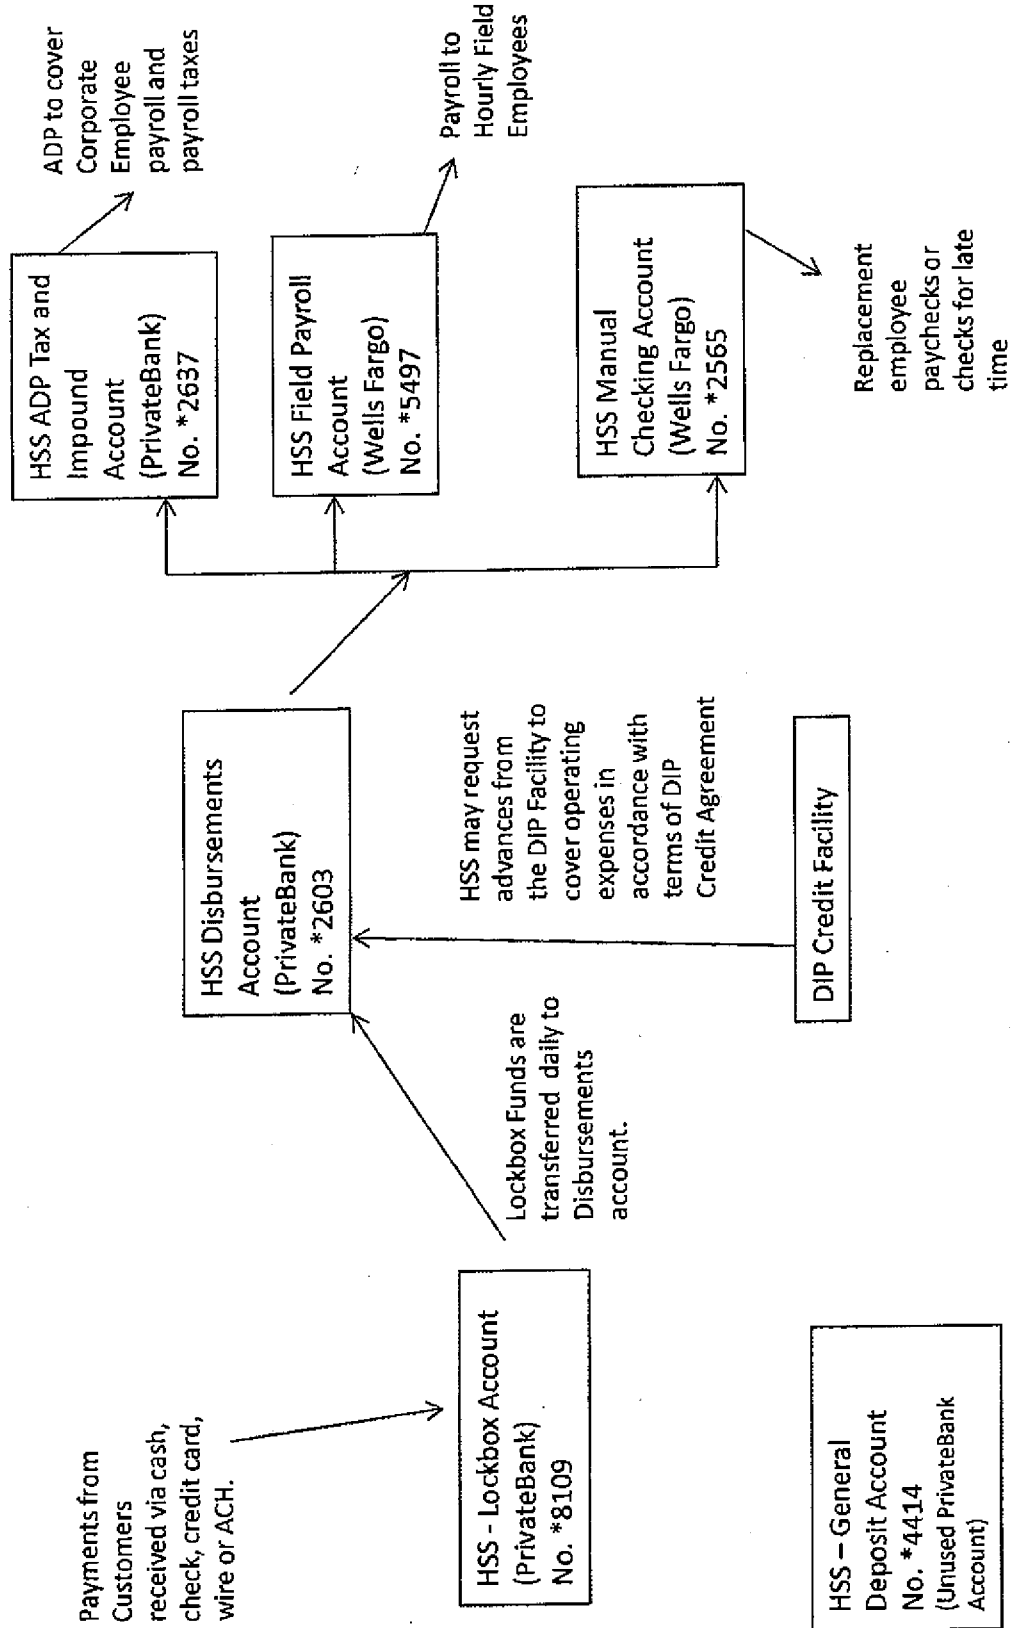 Payments from
Customers
received via cash,
check, credit card,
wire or ACH.
HSS - Lockbox Account
(PrivateBank)
No. *8109
HSS – General
Deposit Account
No. *4414
(Unused PrivateBank
Account)
Lockbox Funds are
transferred daily to
Disbursements
account.
HSS Disbursements
Account
(PrivateBank)
No. *2603
HSS may request
advances from
the DIP Facility to
cover operating
expenses in
accordance with
terms of DIP
Credit Agreement
DIP Credit Facility
HSS ADP Tax and
Impound
Account
(PrivateBank)
No. *2637
HSS Field Payroll
Account
(Wells Fargo)
No. *5497
HSS Manual
Checking Account
(Wells Fargo)
No. *2565
ADP to cover
Corporate
Employee
payroll and
payroll taxes
Payroll to
Hourly Field
Employees
Replacement
employee
paychecks or
checks for late
time